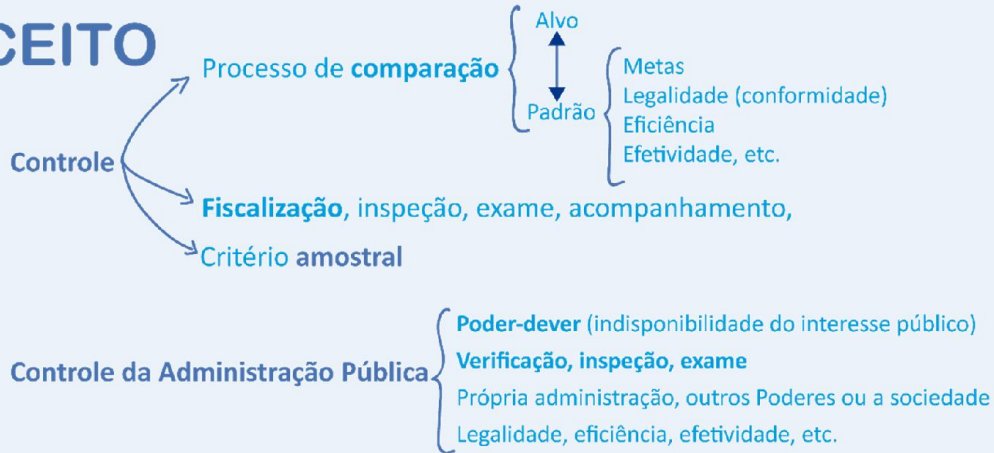 CEITO
Alvo
Processo de comparação
Padrão
Metas
Legalidade (conformidade)
Eficiência
Efetividade, etc.
Controle
Fiscalização, inspeção, exame, acompanhamento,
Critério amostral
Controle da Administração Pública
Poder-dever (indisponibilidade do interesse público)
Verificação, inspeção, exame
Própria administração, outros Poderes ou a sociedade
Legalidade, eficiência, efetividade, etc.